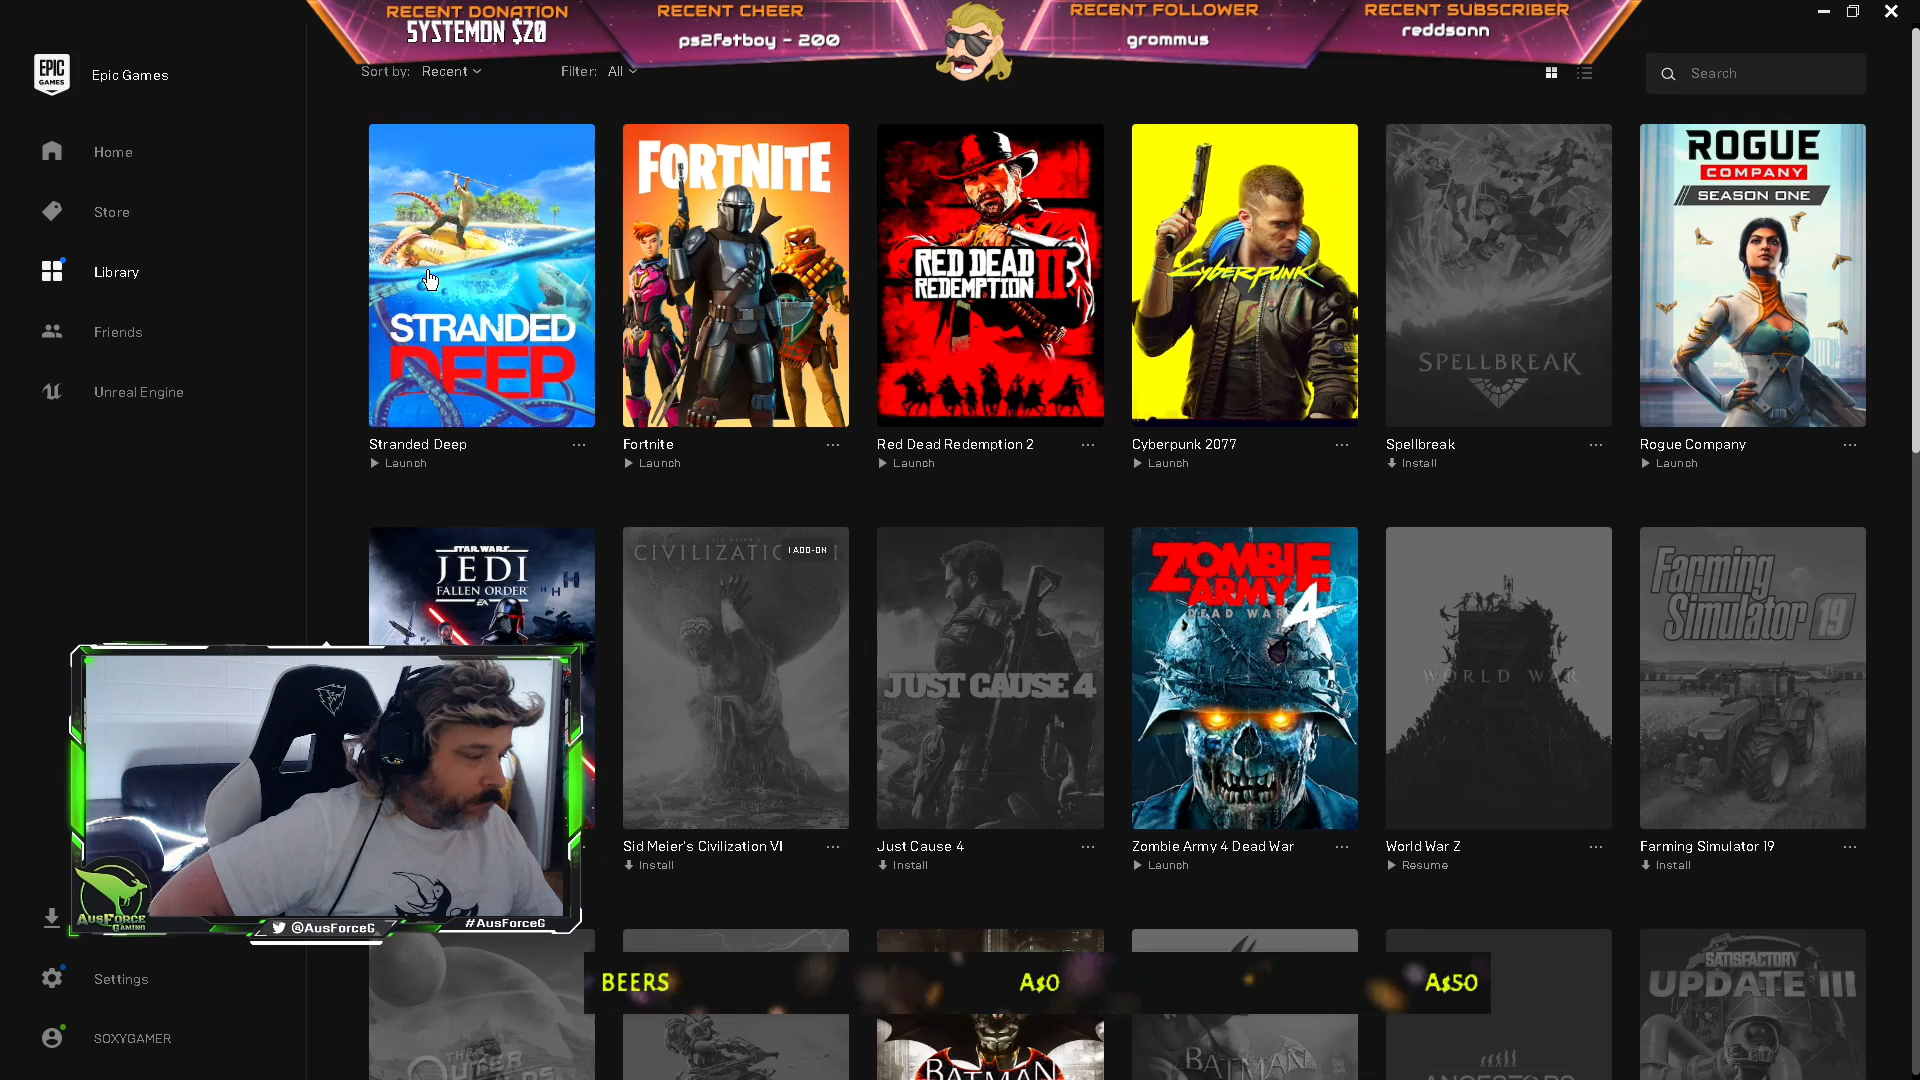 RECENT DONATION
SYSTEMON $20
RECENT CHEER
ps2fatboy - 200
RECENT FOLLOWER
grommus
RECENT SUBSCRIBER
reddsonn
EPIC
GAMES
Epic Games
Sort by: Recent
Filter: All
Search
Home
Store
Library
Friends
Unreal Engine
STRANDED
DEEP
FORTNITE
RED DEAD
REDEMPTION II
Cyberpunk
SPELLBREAK
ROGUE
COMPANY
SEASON ONE
Stranded Deep
Launch
Fortnite
Launch
Red Dead Redemption 2
Launch
Cyberpunk 2077
Launch
Spellbreak
Install
Rogue Company
Launch
STAR WARS
JEDI
FALLEN ORDER
EA
1 ADD-ON
JUST CAUSE 4
ZOMBIE
ARMY 4
DEAD WAR
WORLD WAR
Farming
Simulator 19
Sid Meier's Civilization VI
Install
Just Cause 4
Install
Zombie Army 4 Dead War
Launch
World War Z
Resume
Farming Simulator 19
Install
AUSFORCE
GAMING
@AusForceG
#AusForceG
BEERS
A$0
A$50
THE
OUTER
BATMAN
BATMAN
SATISFACTORY
UPDATE III
Settings
SOXYGAMER